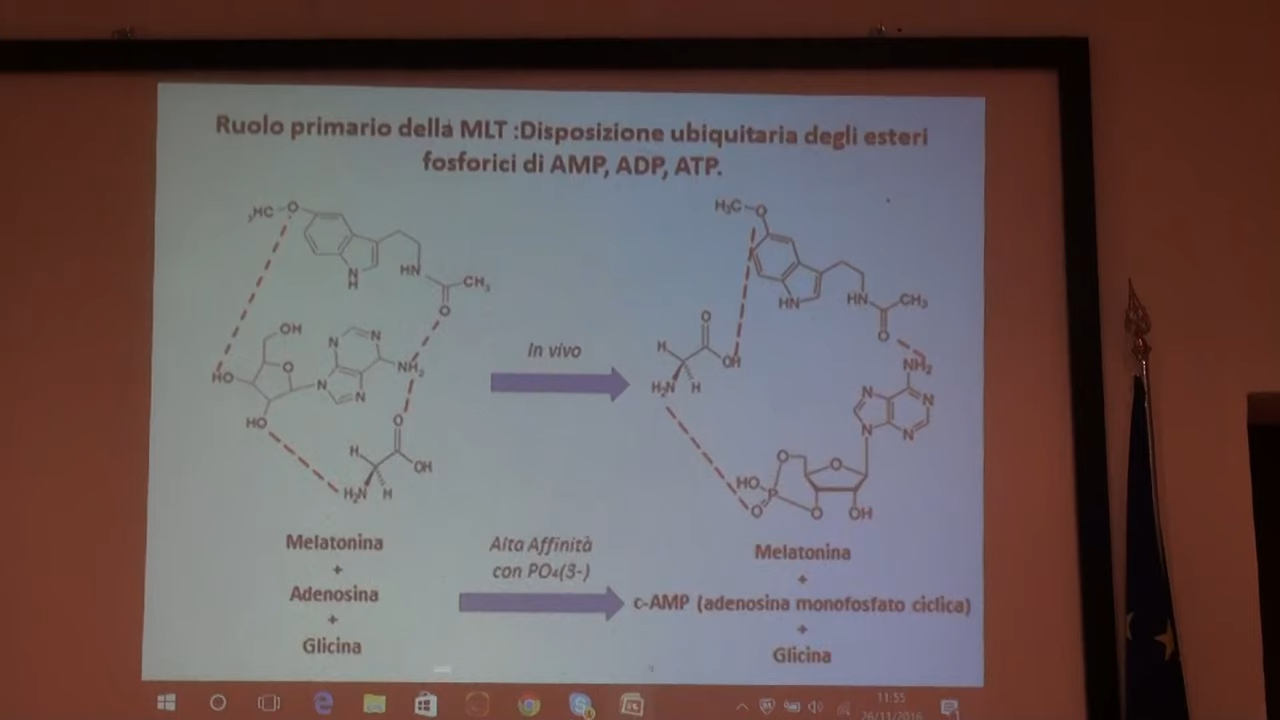 Ruolo primario della MLT :Disposizione ubiquitaria degli esteri
fosforici di AMP, ADP, ATP.
₃HC O
N
H
HN
CH₃
O
OH
HO
O
N
N
N
N
NH₂
HO
O
H
OH
H₂N
H
In vivo
H₃C O
HN
HN
CH₃
O
O
H
OH
H₂N
H
NH₂
N
N
N
N
O
O
HO
P
O
O
OH
Melatonina
+
Adenosina
+
Glicina
Alta Affinità
con PO₄(3-)
Melatonina
+
c-AMP (adenosina monofosfato ciclica)
+
Glicina
11:55
26/11/2016